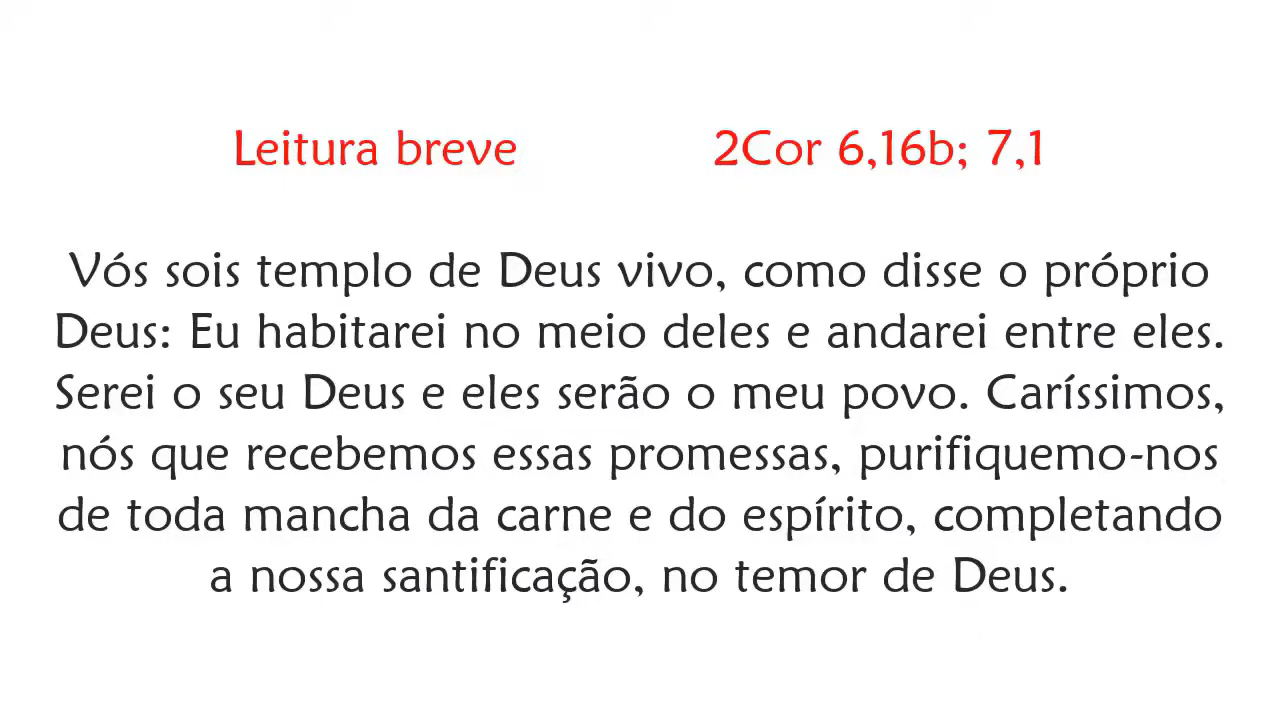 Leitura breve 2Cor 6,16b; 7,1
Vós sois templo de Deus vivo, como disse o próprio
Deus: Eu habitarei no meio deles e andarei entre eles.
Serei o seu Deus e eles serão o meu povo. Caríssimos,
nós que recebemos essas promessas, purifiquemo-nos
de toda mancha da carne e do espírito, completando
a nossa santificação, no temor de Deus.